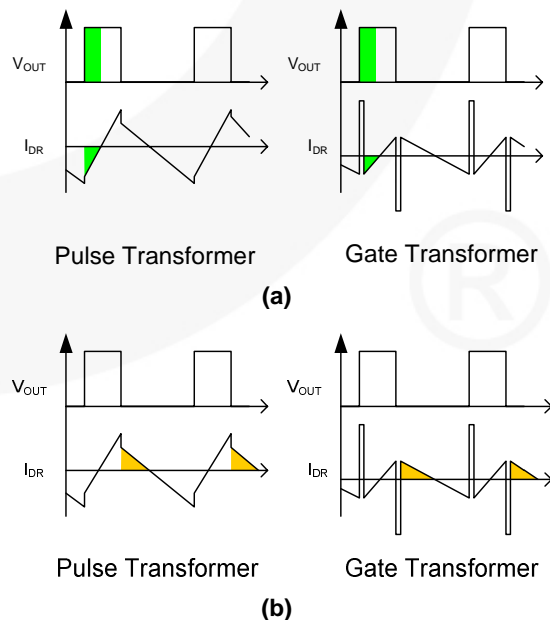 VOUT
VOUT
IDR
IDR
Pulse Transformer
Gate Transformer
(a)
®
VOUT
VOUT
IDR
IDR
Pulse Transformer
Gate Transformer
(b)